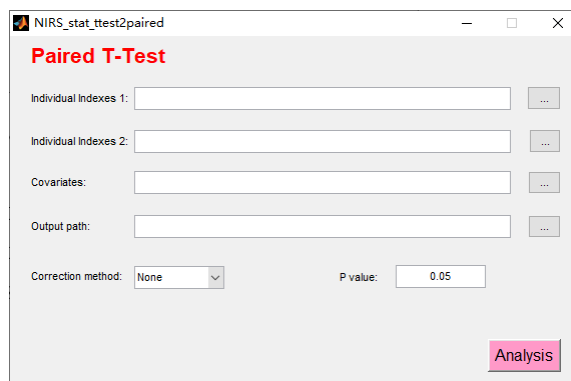 NIRS_stat_ttest2paired
Paired T-Test
Individual Indexes 1: ...
Individual Indexes 2: ...
Covariates: ...
Output path: ...
Correction method: None P value: 0.05
Analysis